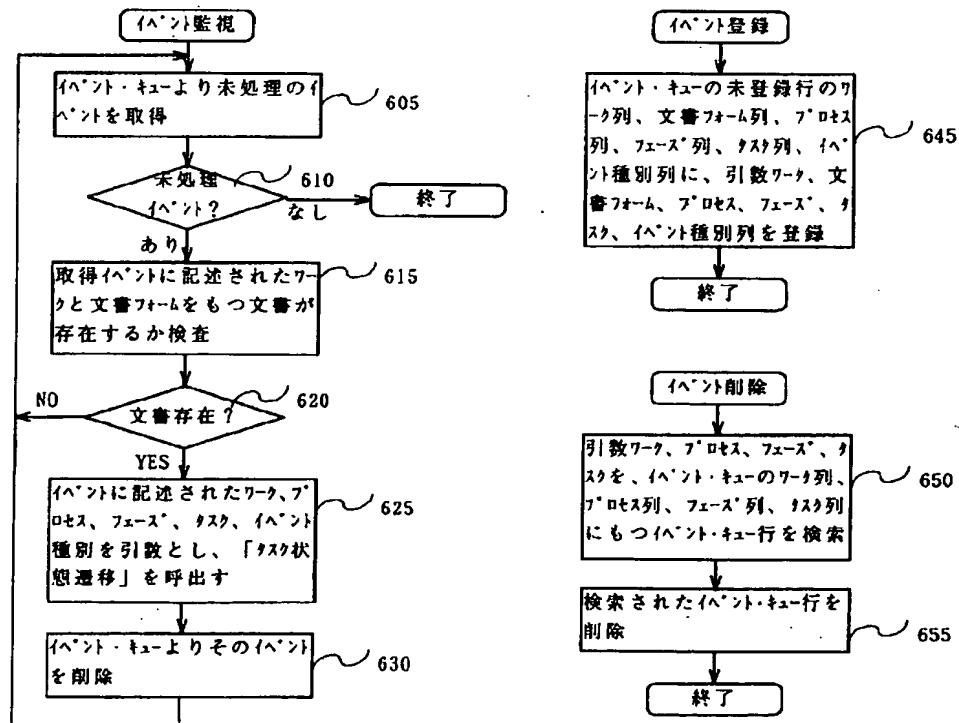 イベント監視
イベント・キューより未処理のイ
ベントを取得
605
未処理
イベント?
610
なし
終了
あり
取得イベントに記述されたワー
クと文書フォームをもつ文書が
存在するか検査
615
文書存在?
620
NO
YES
イベントに記述されたワーク、プ
ロセス、フェーズ、タスク、イベント
種別を引数とし、「タスク状
態遷移」を呼出す
625
イベント・キューよりそのイベント
を削除
630
イベント登録
イベント・キューの未登録行のワ
ーク列、文書フォーム列、プロセス
列、フェーズ列、タスク列、イベ
ント種別列に、引数ワーク、文
書フォーム、プロセス、フェーズ、タ
スク、イベント種別列を登録
645
終了
イベント削除
引数ワーク、プロセス、フェーズ、タ
スクを、イベント・キューのワーク列、
プロセス列、フェーズ列、タスク列
にもつイベント・キュー行を検索
650
検索されたイベント・キュー行を
削除
655
終了